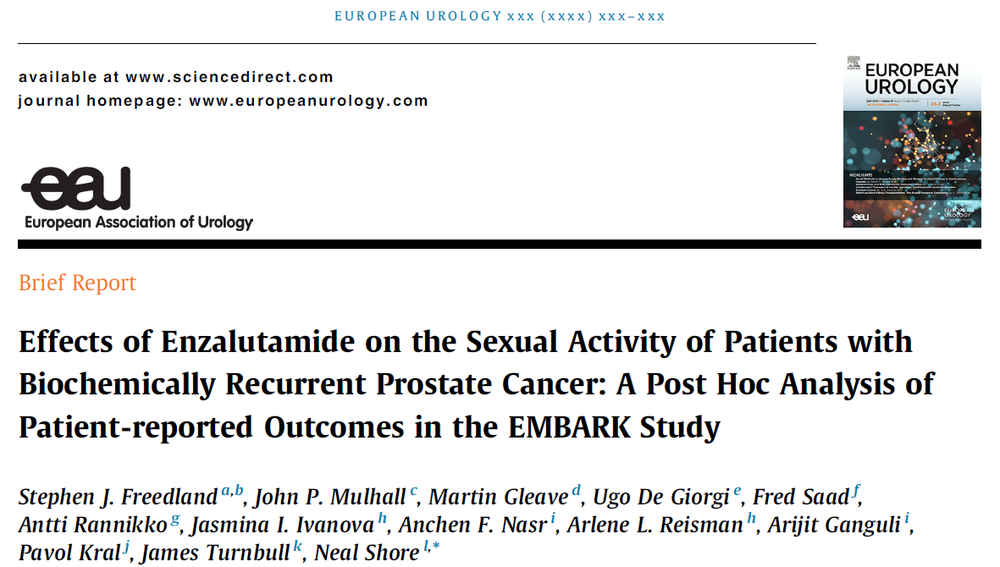 EUROPEAN UROLOGY xxx (xxxx) xxx–xxx
available at www.sciencedirect.com
journal homepage: www.europeanurology.com
EUROPEAN
UROLOGY
HIGHLIGHTS
eau
eau
European Association of Urology
Brief Report
Effects of Enzalutamide on the Sexual Activity of Patients with
Biochemically Recurrent Prostate Cancer: A Post Hoc Analysis of
Patient-reported Outcomes in the EMBARK Study
Stephen J. Freedland a,b, John P. Mulhall c, Martin Gleave d, Ugo De Giorgi e, Fred Saad f,
Antti Rannikko g, Jasmina I. Ivanova h, Anchen F. Nasr i, Arlene L. Reisman h, Arijit Ganguli i,
Pavol Kral j, James Turnbull k, Neal Shore l,*